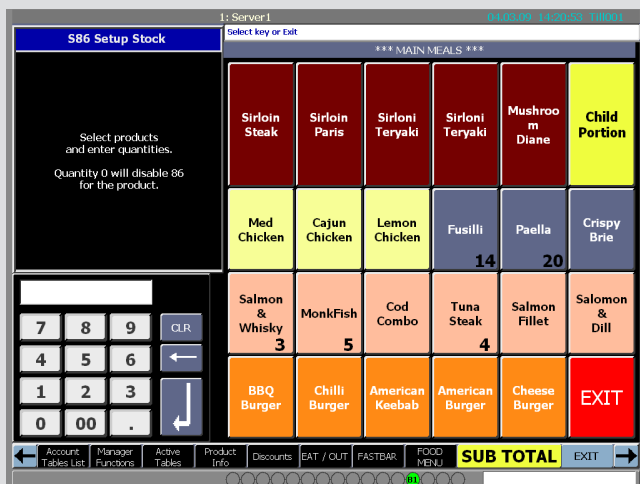 1: Server1
04.03.09 14:20:53 Till001
S86 Setup Stock
Select key or Exit
*** MAIN MEALS ***
Select products
and enter quantities.
Quantity 0 will disable 86
for the product.
Sirloin
Steak
Sirloin
Paris
Sirloni
Teryaki
Sirloni
Teryaki
Mushroo
m
Diane
Child
Portion
Med
Chicken
Cajun
Chicken
Lemon
Chicken
Fusilli
14
Paella
20
Crispy
Brie
Salmon
&
Whisky
3
MonkFish
5
Cod
Combo
Tuna
Steak
4
Salmon
Fillet
Salomon
&
Dill
BBQ
Burger
Chilli
Burger
American
Keebab
American
Burger
Cheese
Burger
EXIT
7 8 9 CLR
4 5 6
1 2 3
0 00 .
Account
Tables List
Manager
Functions
Active
Tables
Product
Info
Discounts
EAT / OUT
FASTBAR
FOOD
MENU
SUB TOTAL
EXIT
B1